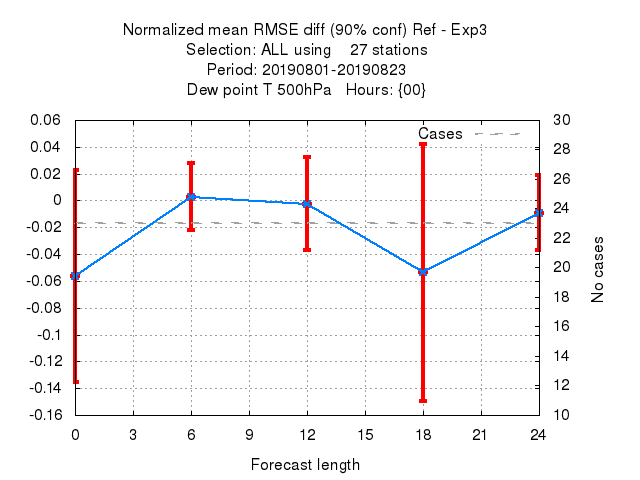 Normalized mean RMSE diff (90% conf) Ref - Exp3
Selection: ALL using    27 stations
Period: 20190801-20190823
Dew point T 500hPa   Hours: {00}
Cases
0.06
0.04
0.02
0
-0.02
-0.04
-0.06
-0.08
-0.1
-0.12
-0.14
-0.16
30
28
26
24
22
20
18
16
14
12
10
No cases
0 3 6 9 12 15 18 21 24
Forecast length